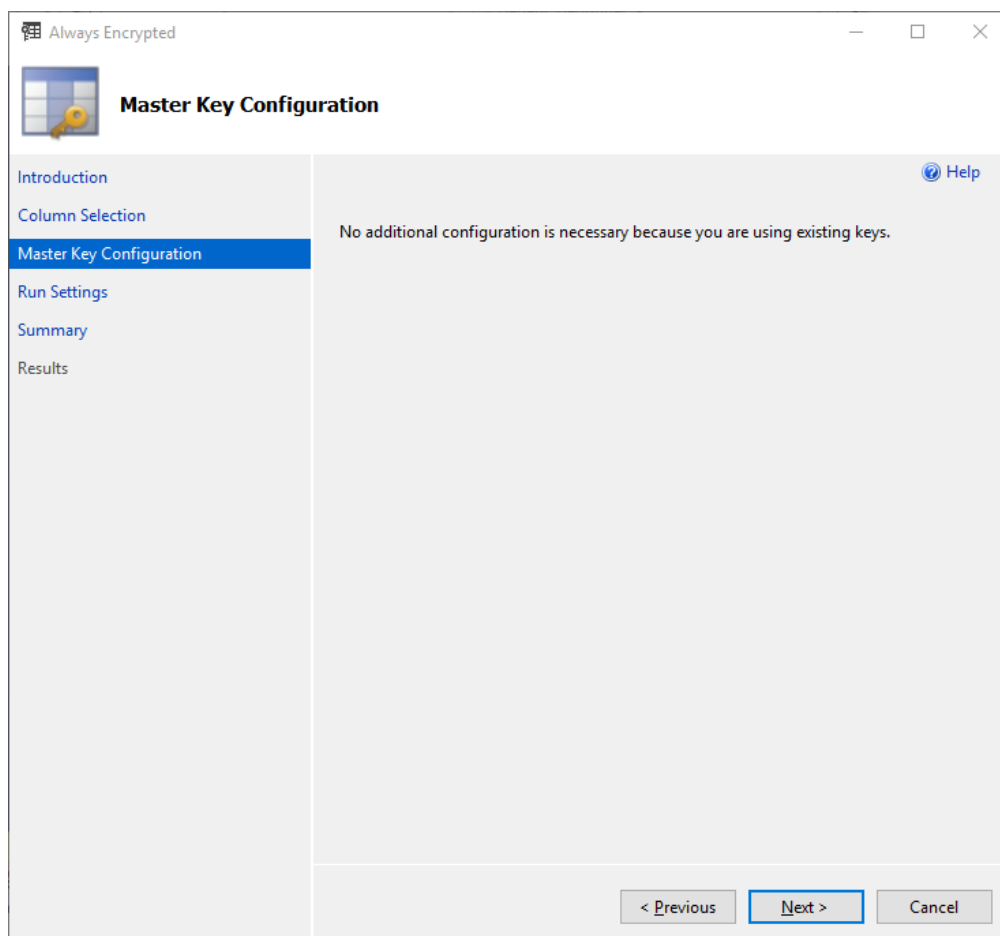 Always Encrypted
Master Key Configuration
Introduction
Column Selection
Master Key Configuration
Run Settings
Summary
Results
Help
No additional configuration is necessary because you are using existing keys.
< Previous
Next >
Cancel